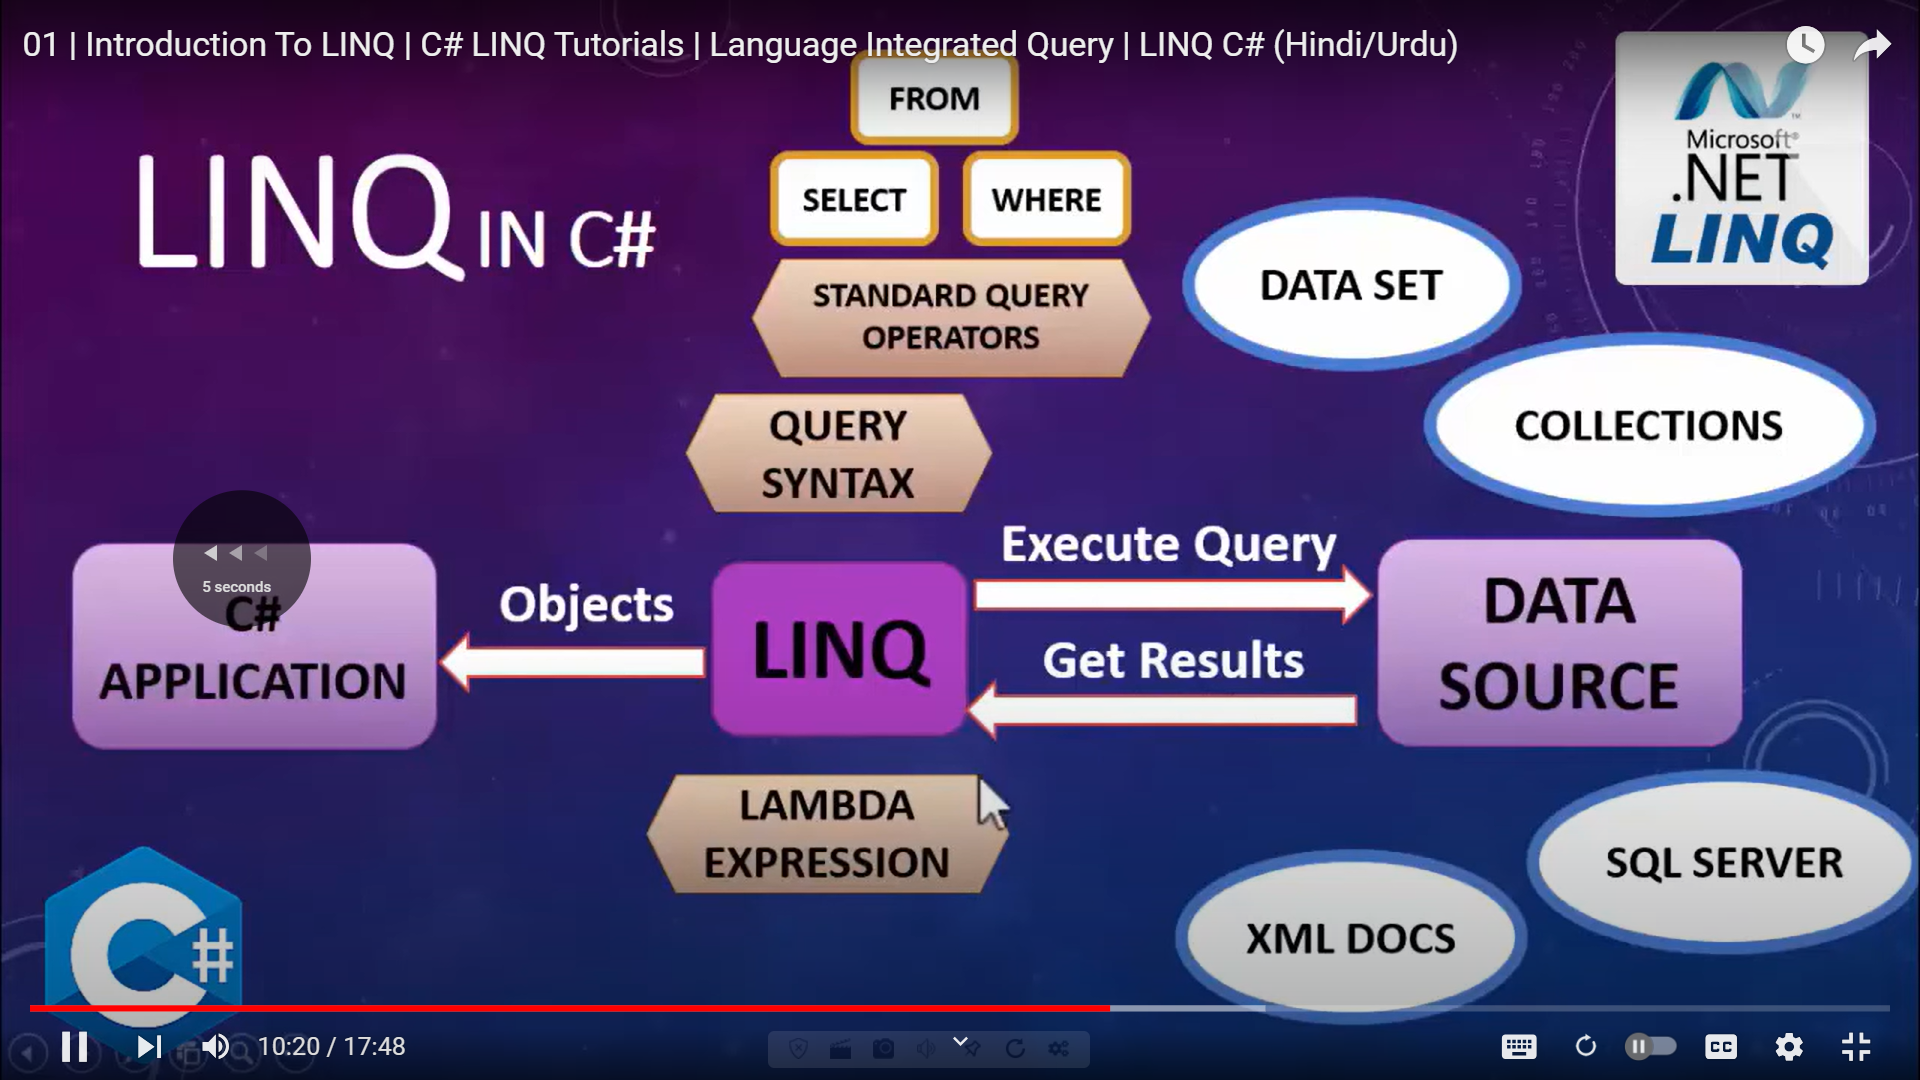 01 | Introduction To LINQ | C# LINQ Tutorials | Language Integrated Query | LINQ C# (Hindi/Urdu)
FROM
SELECT
WHERE
LINQ IN C#
Microsoft®
.NET
LINQ
STANDARD QUERY
OPERATORS
DATA SET
COLLECTIONS
QUERY
SYNTAX
5 seconds
C#
APPLICATION
Objects
LINQ
Execute Query
Get Results
DATA
SOURCE
LAMBDA
EXPRESSION
SQL SERVER
XML DOCS
C#
10:20 / 17:48
CC